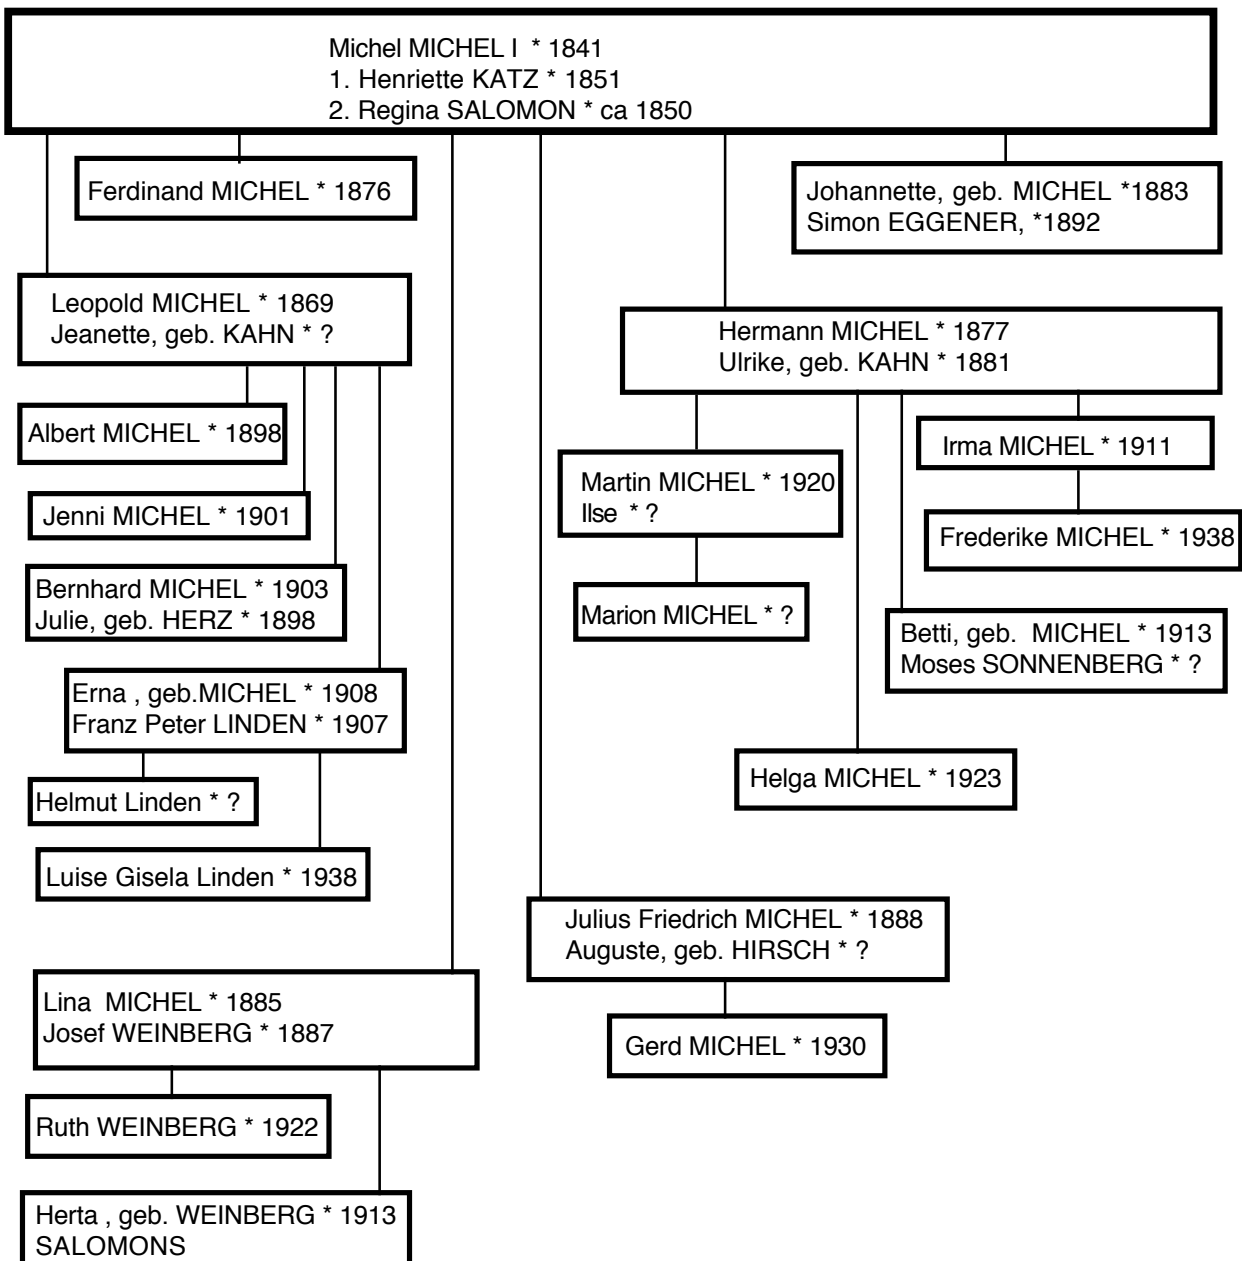 Michel MICHEL I * 1841
1. Henriette KATZ * 1851
2. Regina SALOMON * ca 1850
Ferdinand MICHEL * 1876
Johannette, geb. MICHEL *1883
Simon EGGENER, *1892
Leopold MICHEL * 1869
Jeanette, geb. KAHN * ?
Hermann MICHEL * 1877
Ulrike, geb. KAHN * 1881
Albert MICHEL * 1898
Irma MICHEL * 1911
Martin MICHEL * 1920
Ilse * ?
Jenni MICHEL * 1901
Frederike MICHEL * 1938
Bernhard MICHEL * 1903
Julie, geb. HERZ * 1898
Marion MICHEL * ?
Betti, geb. MICHEL * 1913
Moses SONNENBERG * ?
Erna , geb.MICHEL * 1908
Franz Peter LINDEN * 1907
Helga MICHEL * 1923
Helmut Linden * ?
Luise Gisela Linden * 1938
Julius Friedrich MICHEL * 1888
Auguste, geb. HIRSCH * ?
Lina MICHEL * 1885
Josef WEINBERG * 1887
Gerd MICHEL * 1930
Ruth WEINBERG * 1922
Herta , geb. WEINBERG * 1913
SALOMONS